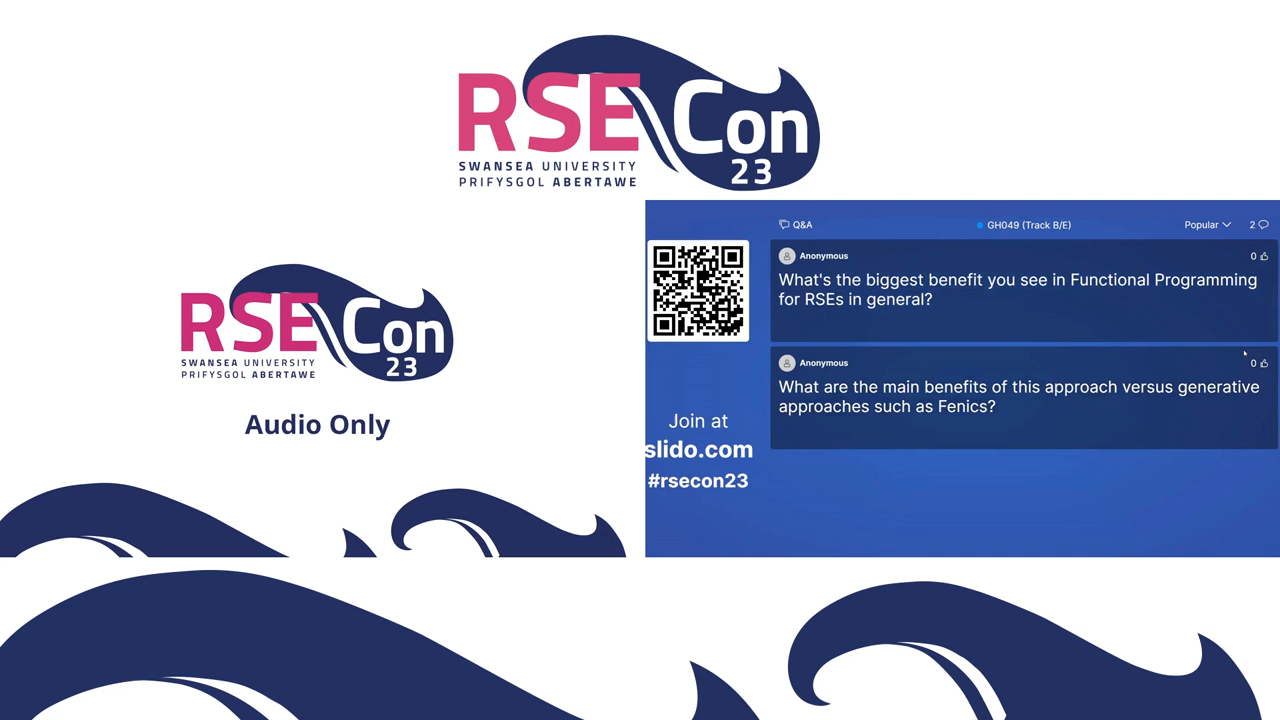 RSE Con
23
SWANSEA UNIVERSITY
PRIFYSGOL ABERTAWE
RSE Con
23
SWANSEA UNIVERSITY
PRIFYSGOL ABERTAWE
Audio Only
Q&A
GH049 (Track B/E)
Popular
2
Anonymous
0
What's the biggest benefit you see in Functional Programming
for RSEs in general?
Anonymous
0
What are the main benefits of this approach versus generative
approaches such as Fenics?
Join at
slido.com
#rsecon23